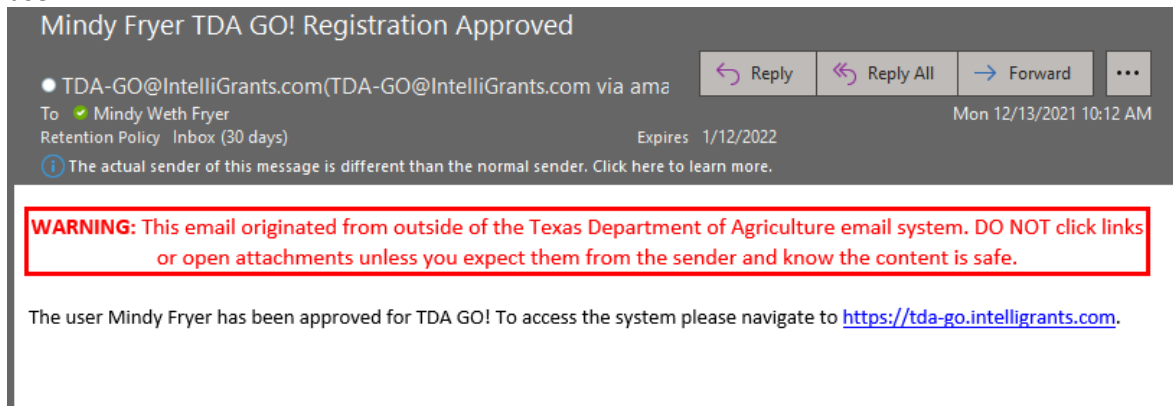 Mindy Fryer TDA GO! Registration Approved
TDA-GO@IntelliGrants.com(TDA-GO@IntelliGrants.com via ama
Reply
Reply All
Forward
...
To Mindy Weth Fryer
Mon 12/13/2021 10:12 AM
Retention Policy Inbox (30 days)
Expires 1/12/2022
The actual sender of this message is different than the normal sender. Click here to learn more.
WARNING: This email originated from outside of the Texas Department of Agriculture email system. DO NOT click links
or open attachments unless you expect them from the sender and know the content is safe.
The user Mindy Fryer has been approved for TDA GO! To access the system please navigate to https://tda-go.intelligrants.com.